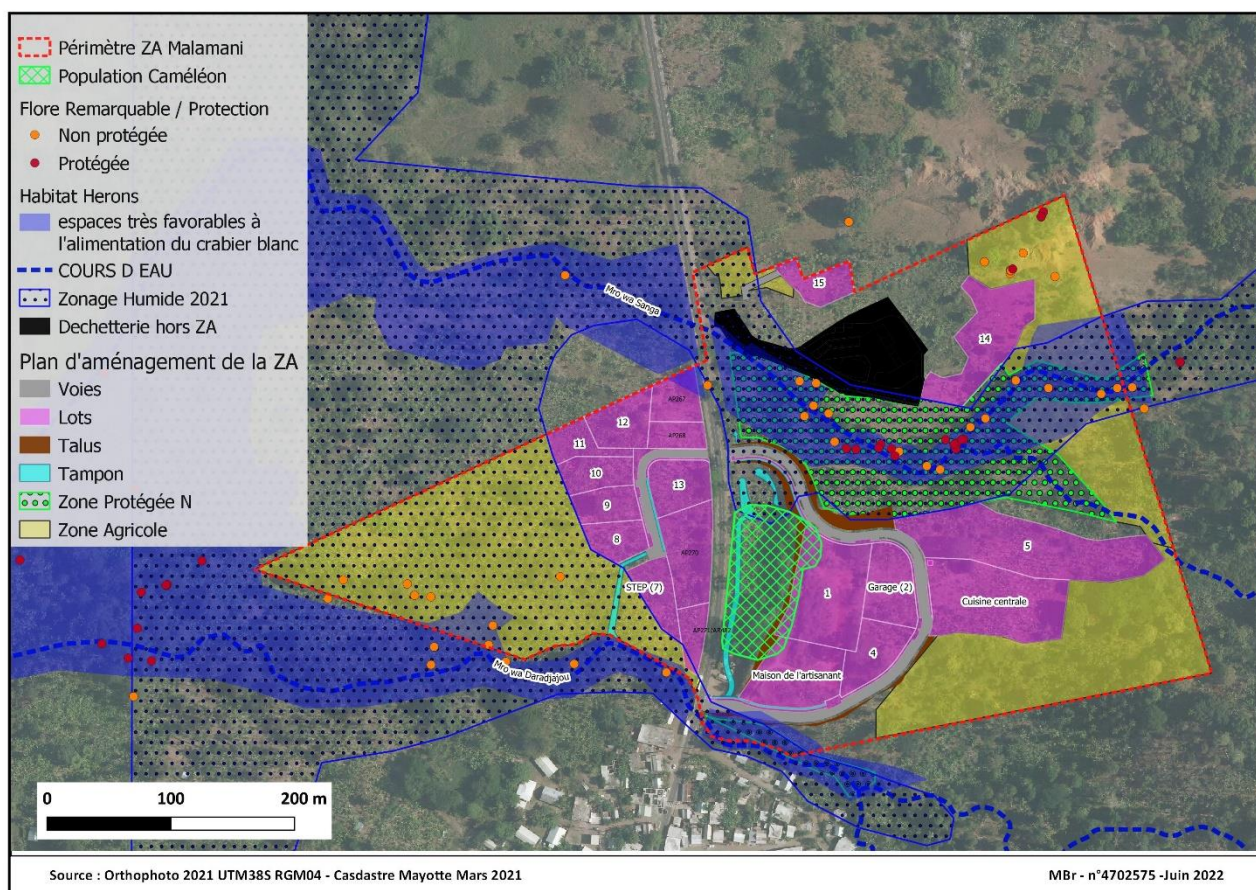 Périmètre ZA Malamani
Population Caméléon
Flore Remarquable / Protection
Non protégée
Protégée
Habitat Herons
espaces très favorables à
l'alimentation du crabier blanc
COURS D EAU
Zonage Humide 2021
Dechetterie hors ZA
Plan d'aménagement de la ZA
Voies
Lots
Talus
Tampon
Zone Protégée N
Zone Agricole
Mro wa Sanga
15
14
AR267
12
AP268
11
10
13
9
8
5
STEP (7)
AP270
1
Garage (2)
Cuisine centrale
4
Maison de l'artisanant
Mro wa Daradjajou
0
100
200 m
Source : Orthophoto 2021 UTM38S RGM04 - Casdastre Mayotte Mars 2021
MBr - n°4702575 -Juin 2022